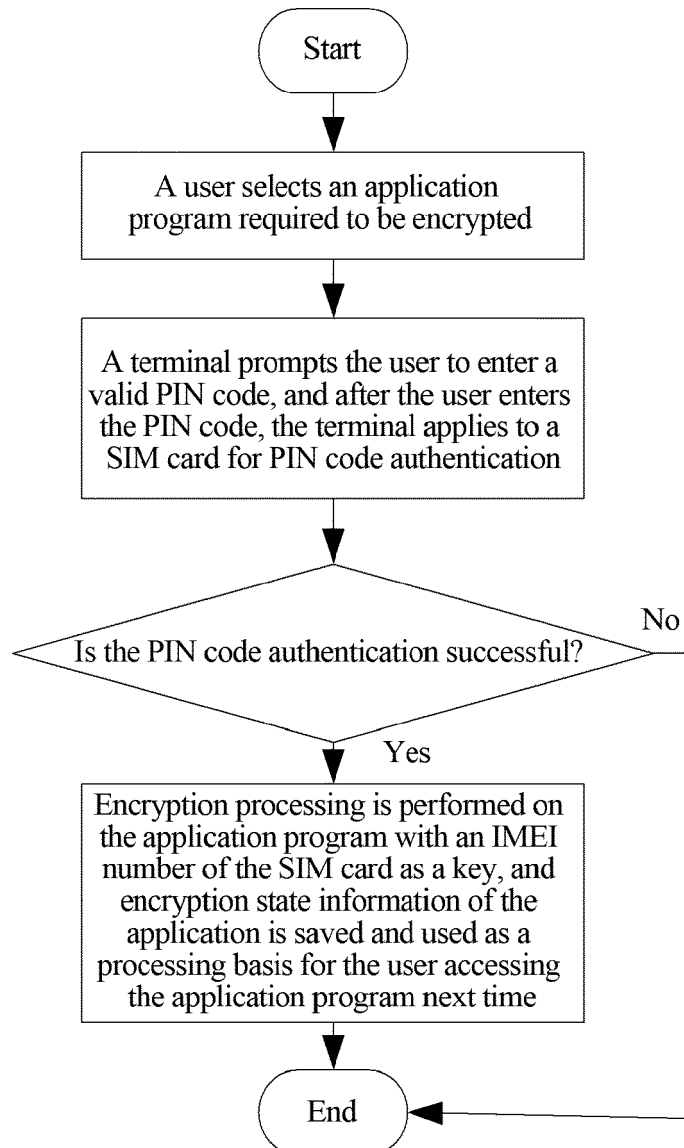 Start
A user selects an application
program required to be encrypted
A terminal prompts the user to enter a
valid PIN code, and after the user enters
the PIN code, the terminal applies to a
SIM card for PIN code authentication
Is the PIN code authentication successful?
No
Yes
Encryption processing is performed on
the application program with an IMEI
number of the SIM card as a key, and
encryption state information of the
application is saved and used as a
processing basis for the user accessing
the application program next time
End